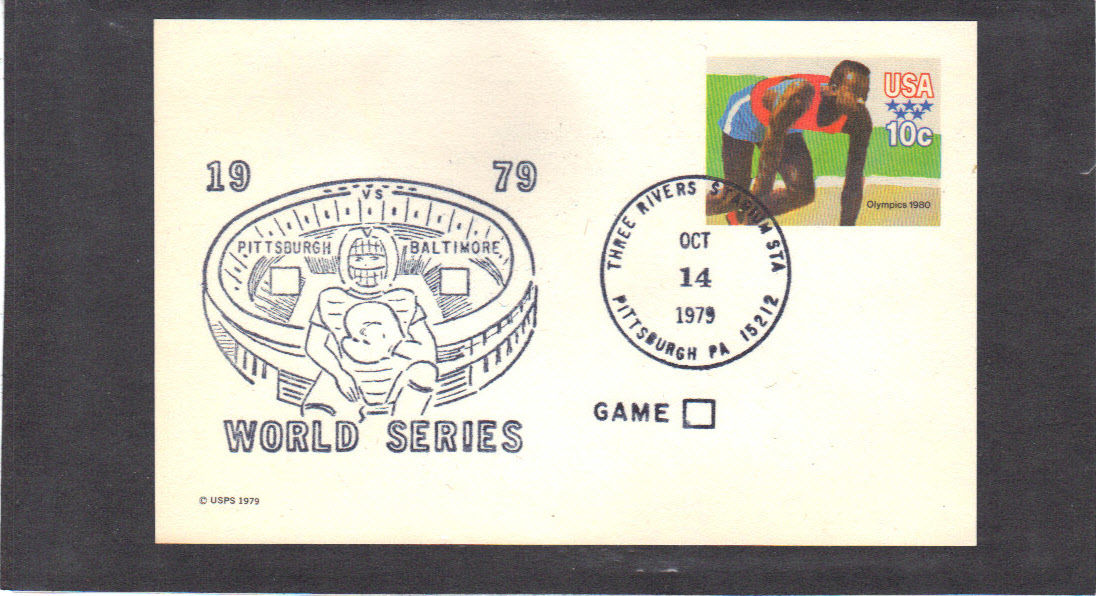 USA
10c
Olympics 1980
19 79
VS
PITTSBURGH BALTIMORE
WORLD SERIES
THREE RIVERS STADIUM STA
OCT
14
1979
PITTSBURGH PA 15212
GAME
© USPS 1979